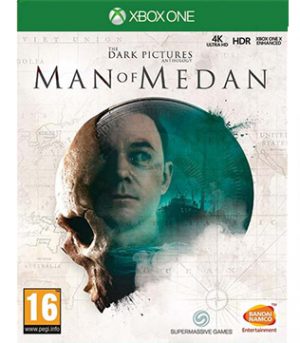 XBOX ONE
THE
DARK PICTURES
ANTHOLOGY
4K
ULTRA HD
HDR
XBOX ONE X
ENHANCED
MAN OF MEDAN
16
www.pegi.info
SUPERMASSIVE GAMES
BANDAI
NAMCO
Entertainment